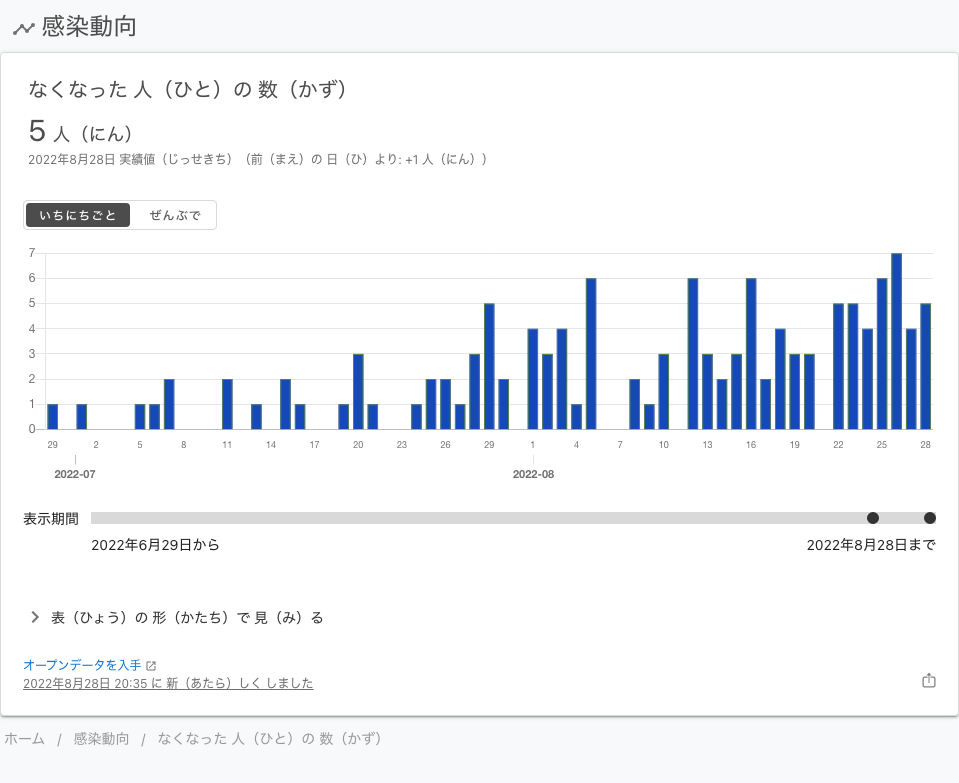 感染動向
なくなった 人（ひと）の 数（かず）
5 人（にん）
2022年8月28日 実績値（じっせきち）（前（まえ）の 日（ひ）より: +1 人（にん））
いちにちごと ぜんぶで
7
6
5
4
3
2
1
0
29 2 5 8 11 14 17 20 23 26 29 1 4 7 10 13 16 19 22 25 28
2022-07 2022-08
表示期間
2022年6月29日から 2022年8月28日まで
表（ひょう）の 形（かたち）で 見（み）る
オープンデータを入手
2022年8月28日 20:35 に 新（あたら）しく しました
ホーム / 感染動向 / なくなった 人（ひと）の 数（かず）